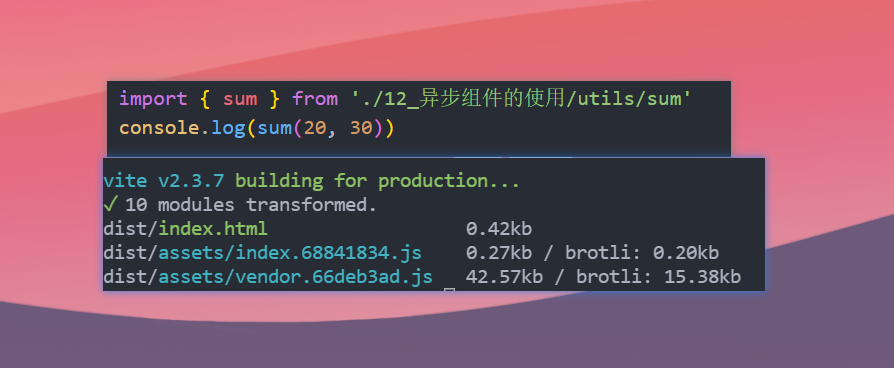 import { sum } from './12_异步组件的使用/utils/sum'
console.log(sum(20, 30))
vite v2.3.7 building for production...
✓ 10 modules transformed.
dist/index.html 0.42kb
dist/assets/index.68841834.js 0.27kb / brotli: 0.20kb
dist/assets/vendor.66deb3ad.js 42.57kb / brotli: 15.38kb